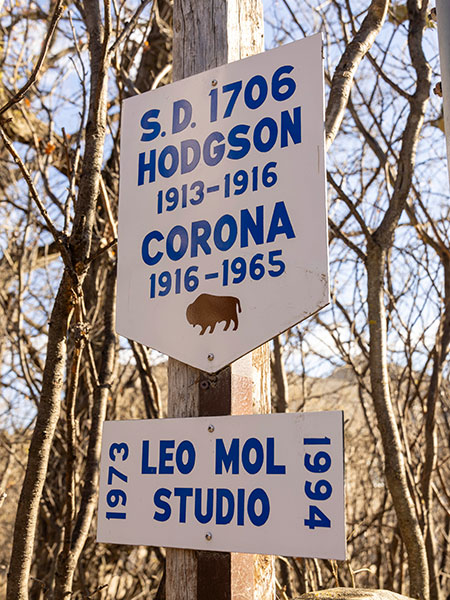 S.D. 1706
HODGSON
1913-1916
CORONA
1916-1965
1973
LEO MOL
STUDIO
1994